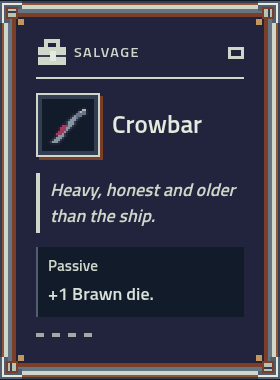 SALVAGE
Crowbar
Heavy, honest and older
than the ship.
Passive
+1 Brawn die.